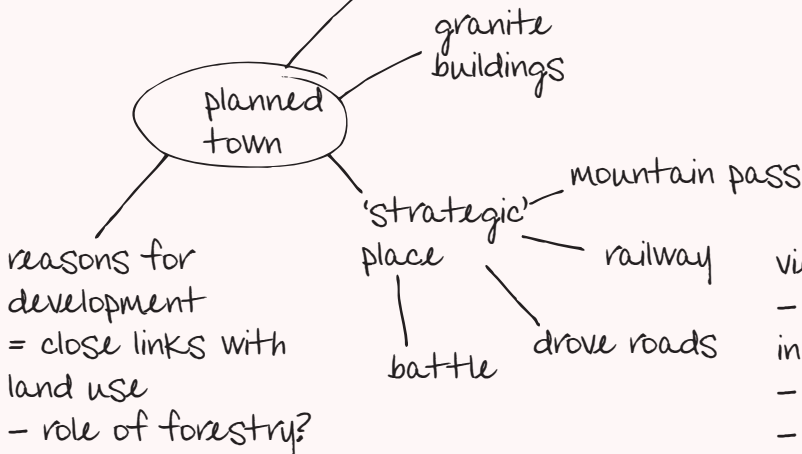 granite
buildings
planned
town
mountain pass
'strategic'
place
railway
reasons for
development
= close links with
land use
– role of forestry?
battle
drove roads
–
in
–
–